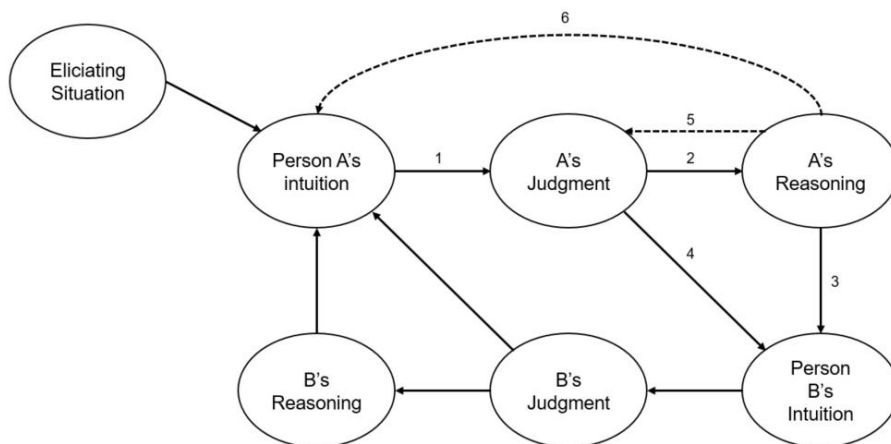 6
Eliciating
Situation
5
Person A's
intuition
1
A's
Judgment
2
A's
Reasoning
4
3
B's
Reasoning
B's
Judgment
Person
B's
Intuition